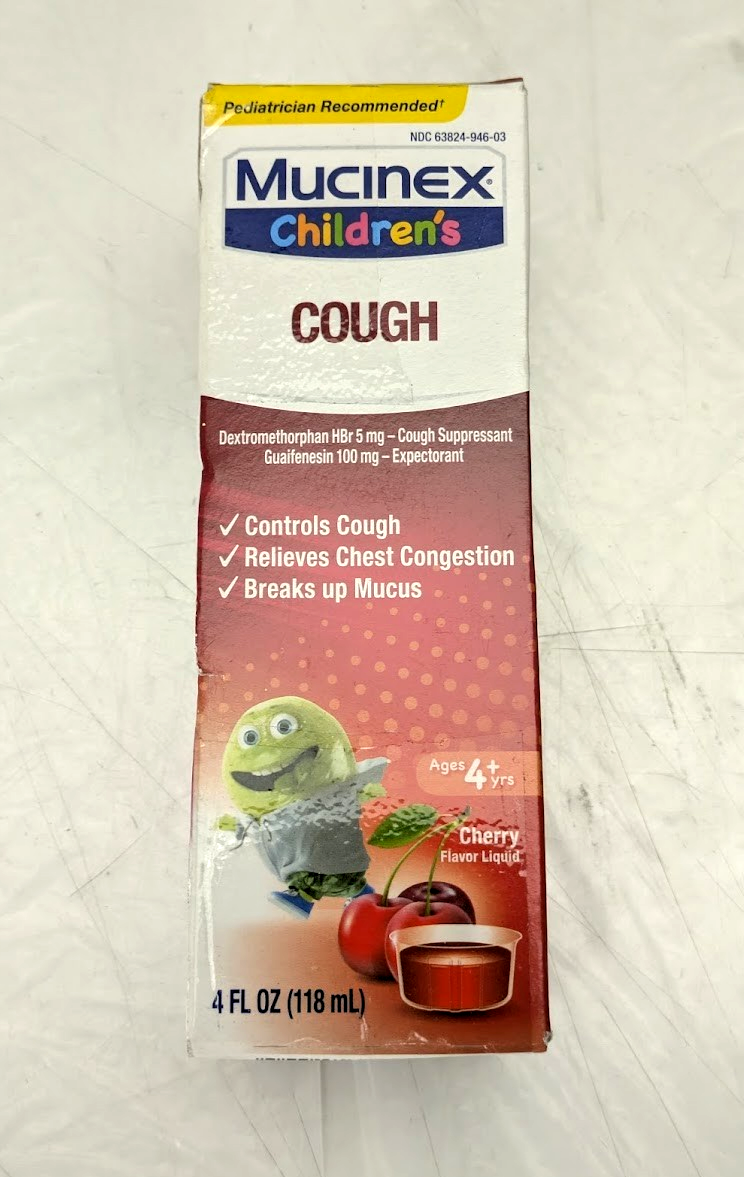 Pediatrician Recommended†
NDC 63824-946-03
Mucinex®
Children's
COUGH
Dextromethorphan HBr 5 mg – Cough Suppressant
Guaifenesin 100 mg – Expectorant
✓ Controls Cough
✓ Relieves Chest Congestion
✓ Breaks up Mucus
Ages 4+ yrs
Cherry
Flavor Liquid
4 FL OZ (118 mL)